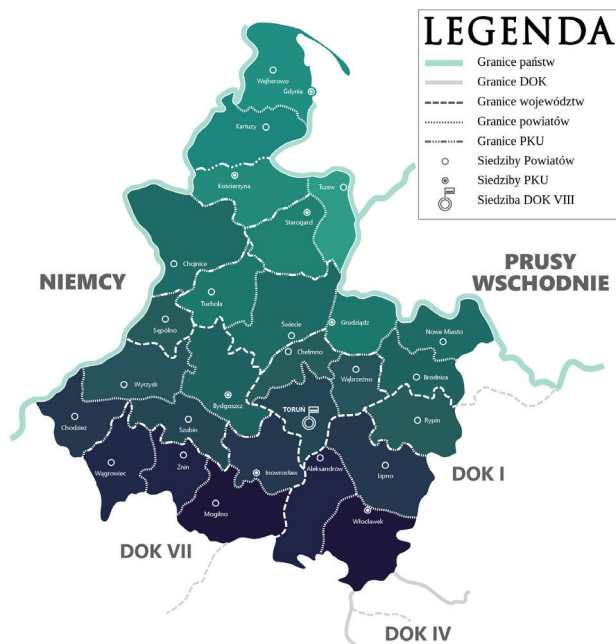 LEGENDA
Granice państw
Granice DOK
Granice województw
Granice powiatów
Granice PKU
Siedziby Powiatów
Siedziby PKU
Siedziba DOK VIII
Wejherowo
Gdynia
Kartuzy
Kościerzyna
Tczew
Starogard
Chojnice
NIEMCY
PRUSY
WSCHODNIE
Tuchola
Sępólno
Świecie
Grudziądz
Nowe Miasto
Chełmno
Wąbrzeźno
Brodnica
Wyrzysk
Bydgoszcz
TORUŃ
Chodzież
Szubin
Rypin
Wągrowiec
Żnin
Inowrocław
Aleksandrów
Lipno
DOK I
Mogilno
Włocławek
DOK VII
DOK IV